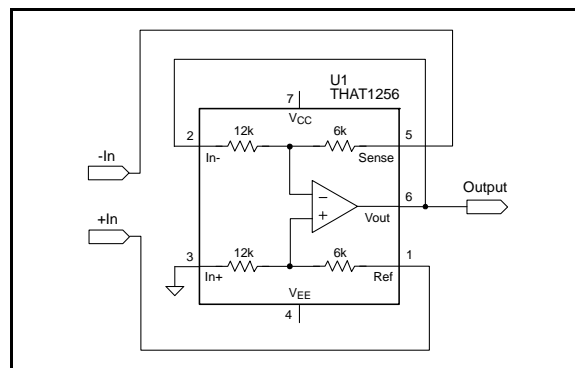 U1
THAT1256
7
VCC
2
12k
6k
5
In-
Sense
-In
Output
6
Vout
+In
3
12k
6k
1
In+
Ref
VEE
4